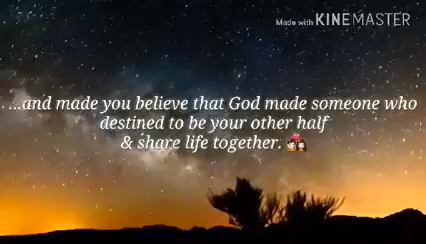 Made with KINEMASTER
...and made you believe that God made someone who
destined to be your other half
& share life together. 💑